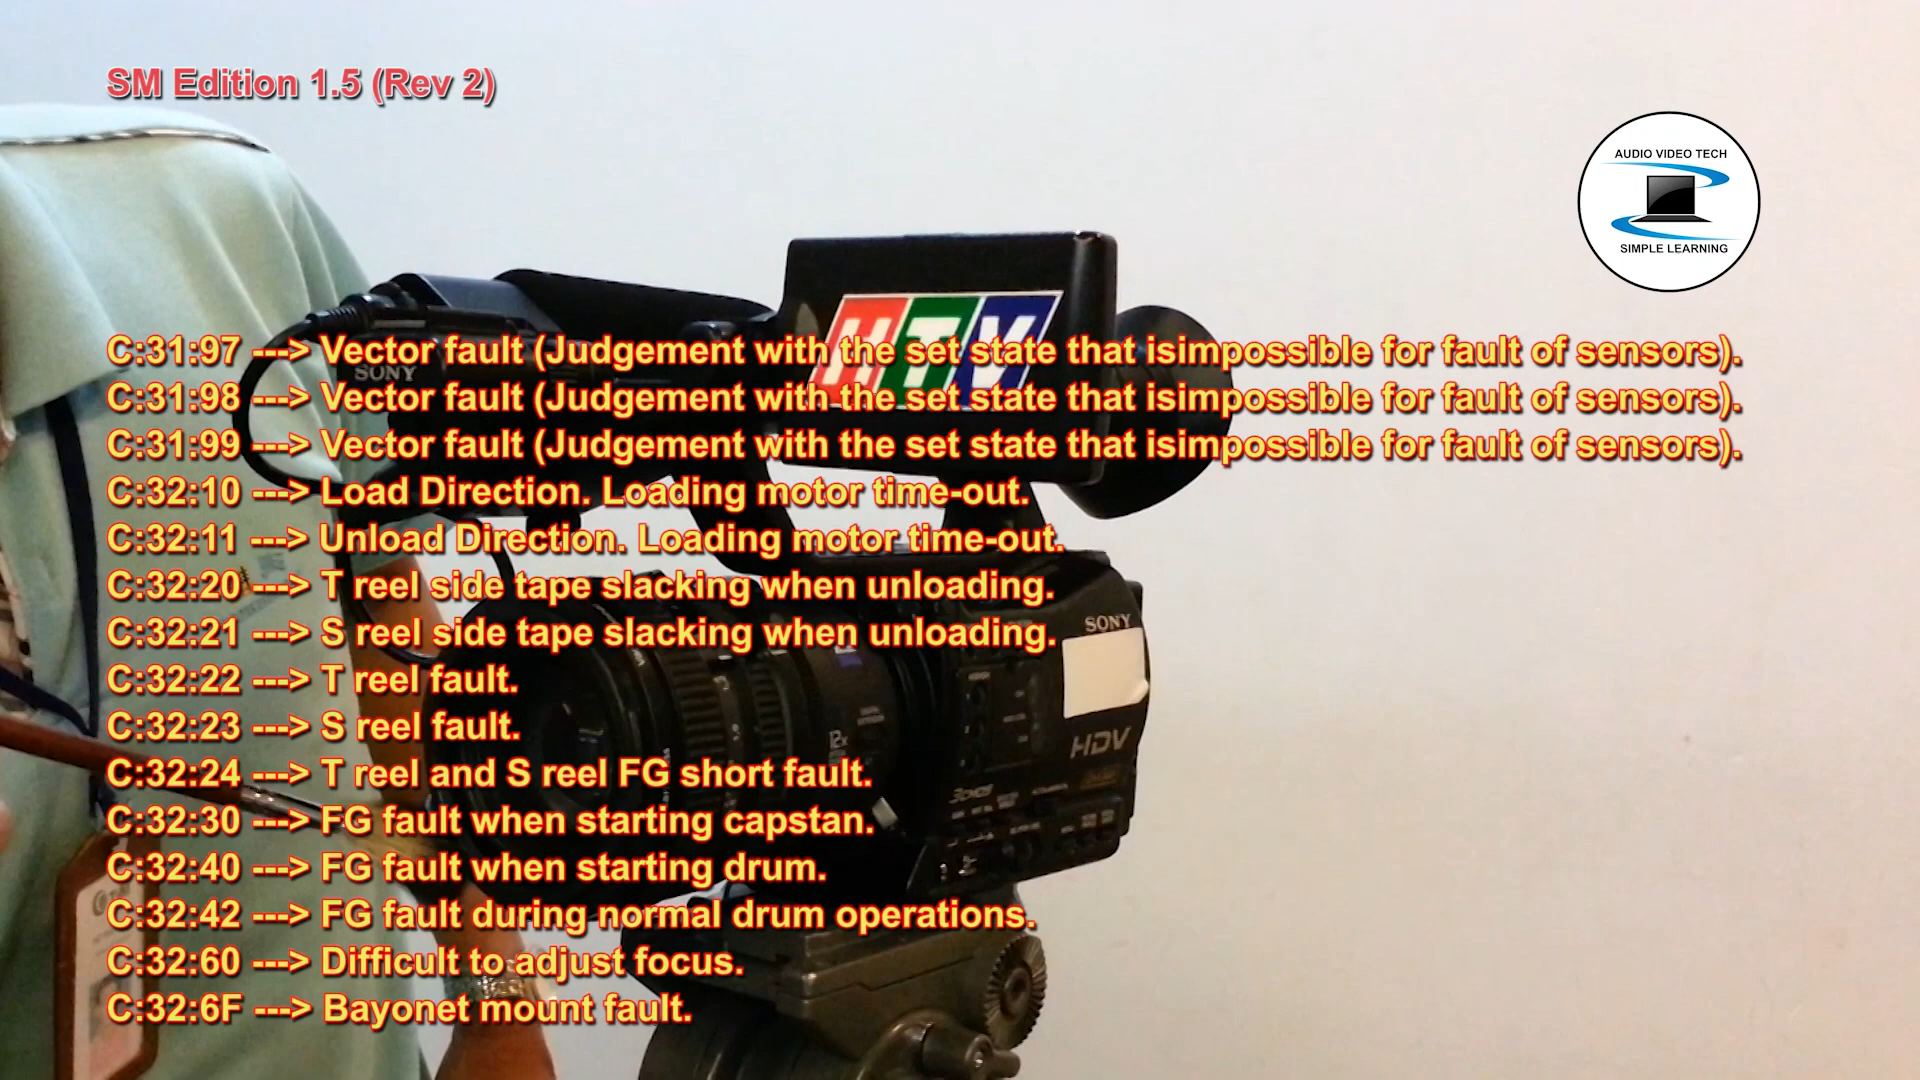 SM Edition 1.5 (Rev 2)
AUDIO VIDEO TECH
SIMPLE LEARNING
HTV
C:31:97 ---> Vector fault (Judgement with the set state that isimpossible for fault of sensors).
SONY
C:31:98 ---> Vector fault (Judgement with the set state that isimpossible for fault of sensors).
C:31:99 ---> Vector fault (Judgement with the set state that isimpossible for fault of sensors).
C:32:10 ---> Load Direction. Loading motor time-out.
C:32:11 ---> Unload Direction. Loading motor time-out.
C:32:20 ---> T reel side tape slacking when unloading.
C:32:21 ---> S reel side tape slacking when unloading.
SONY
C:32:22 ---> T reel fault.
C:32:23 ---> S reel fault.
12x
HDV
C:32:24 ---> T reel and S reel FG short fault.
C:32:30 ---> FG fault when starting capstan.
C:32:40 ---> FG fault when starting drum.
C:32:42 ---> FG fault during normal drum operations.
C:32:60 ---> Difficult to adjust focus.
C:32:6F ---> Bayonet mount fault.